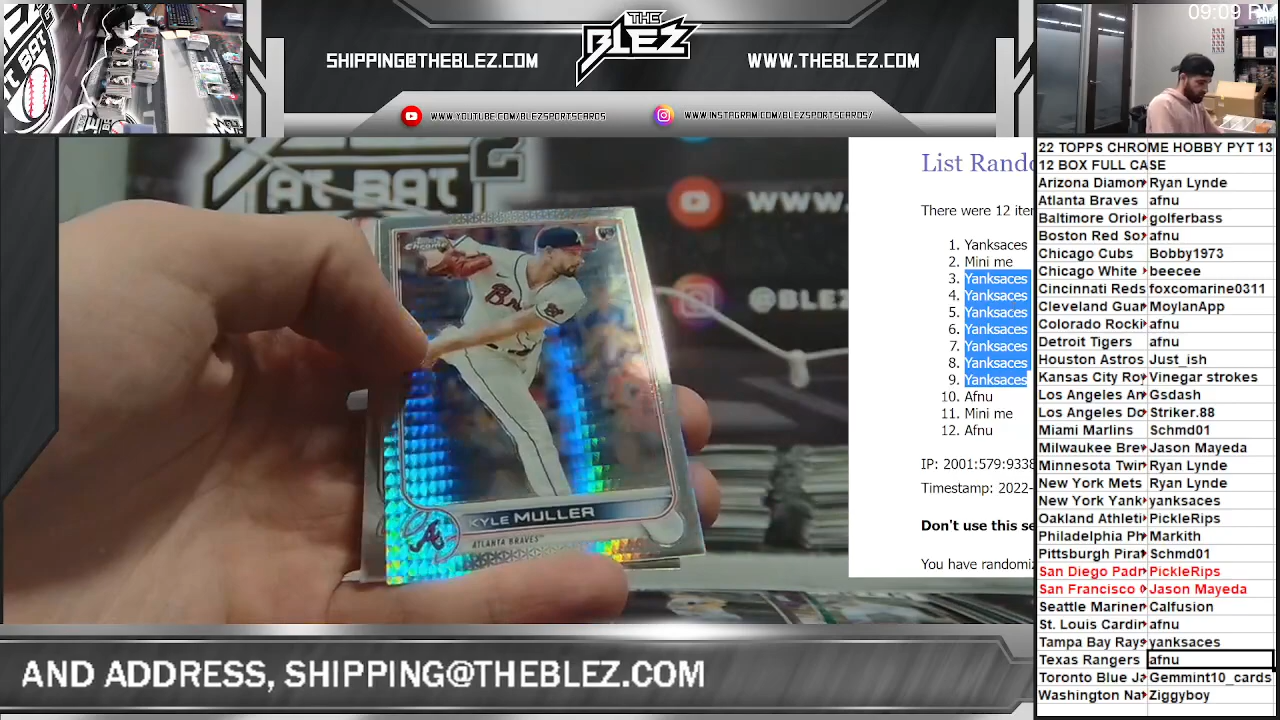 09:09 PM
THE
BLEZ
SHIPPING@THEBLEZ.COM
WWW.THEBLEZ.COM
WWW.YOUTUBE.COM/BLEZSPORTSCARDS
WWW.INSTAGRAM.COM/BLEZSPORTSCARDS/
AT BAT
WWW.
@BLEZ
Chrome
KYLE MULLER
ATLANTA BRAVES
List Rando
There were 12 iter
1. Yanksaces
2. Mini me
3. Yanksaces
4. Yanksaces
5. Yanksaces
6. Yanksaces
7. Yanksaces
8. Yanksaces
9. Yanksaces
10. Afnu
11. Mini me
12. Afnu
IP: 2001:579:9338
Timestamp: 2022-
Don't use this se
You have randomiz
22 TOPPS CHROME HOBBY PYT 13
12 BOX FULL CASE
Arizona Diamon Ryan Lynde
Atlanta Braves afnu
Baltimore Oriol golferbass
Boston Red So afnu
Chicago Cubs Bobby1973
Chicago White beecee
Cincinnati Reds foxcomarine0311
Cleveland Guar MoylanApp
Colorado Rocki afnu
Detroit Tigers afnu
Houston Astros Just_ish
Kansas City Roy Vinegar strokes
Los Angeles An Gsdash
Los Angeles Do Striker.88
Miami Marlins Schmd01
Milwaukee Brev Jason Mayeda
Minnesota Twin Ryan Lynde
New York Mets Ryan Lynde
New York Yank yanksaces
Oakland Athleti PickleRips
Philadelphia Ph Markith
Pittsburgh Pirat Schmd01
San Diego Padr PickleRips
San Francisco Jason Mayeda
Seattle Mariner Calfusion
St. Louis Cardin afnu
Tampa Bay Rays yanksaces
Texas Rangers afnu
Toronto Blue Ja Gemmint10_cards
Washington Na Ziggyboy
AND ADDRESS, SHIPPING@THEBLEZ.COM